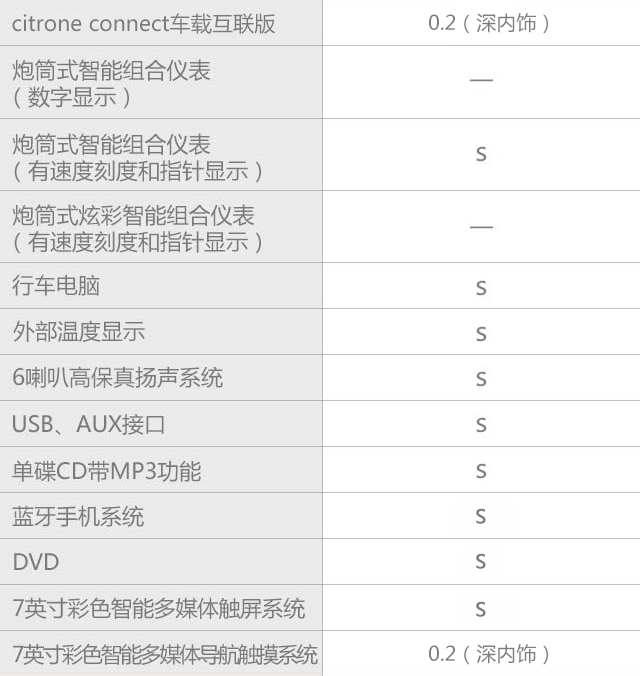 citrone connect车载互联版 0.2（深内饰）
炮筒式智能组合仪表
（数字显示） —
炮筒式智能组合仪表
（有速度刻度和指针显示） S
炮筒式炫彩智能组合仪表
（有速度刻度和指针显示） —
行车电脑 S
外部温度显示 S
6喇叭高保真扬声系统 S
USB、AUX接口 S
单碟CD带MP3功能 S
蓝牙手机系统 S
DVD S
7英寸彩色智能多媒体触屏系统 S
7英寸彩色智能多媒体导航触摸系统 0.2（深内饰）